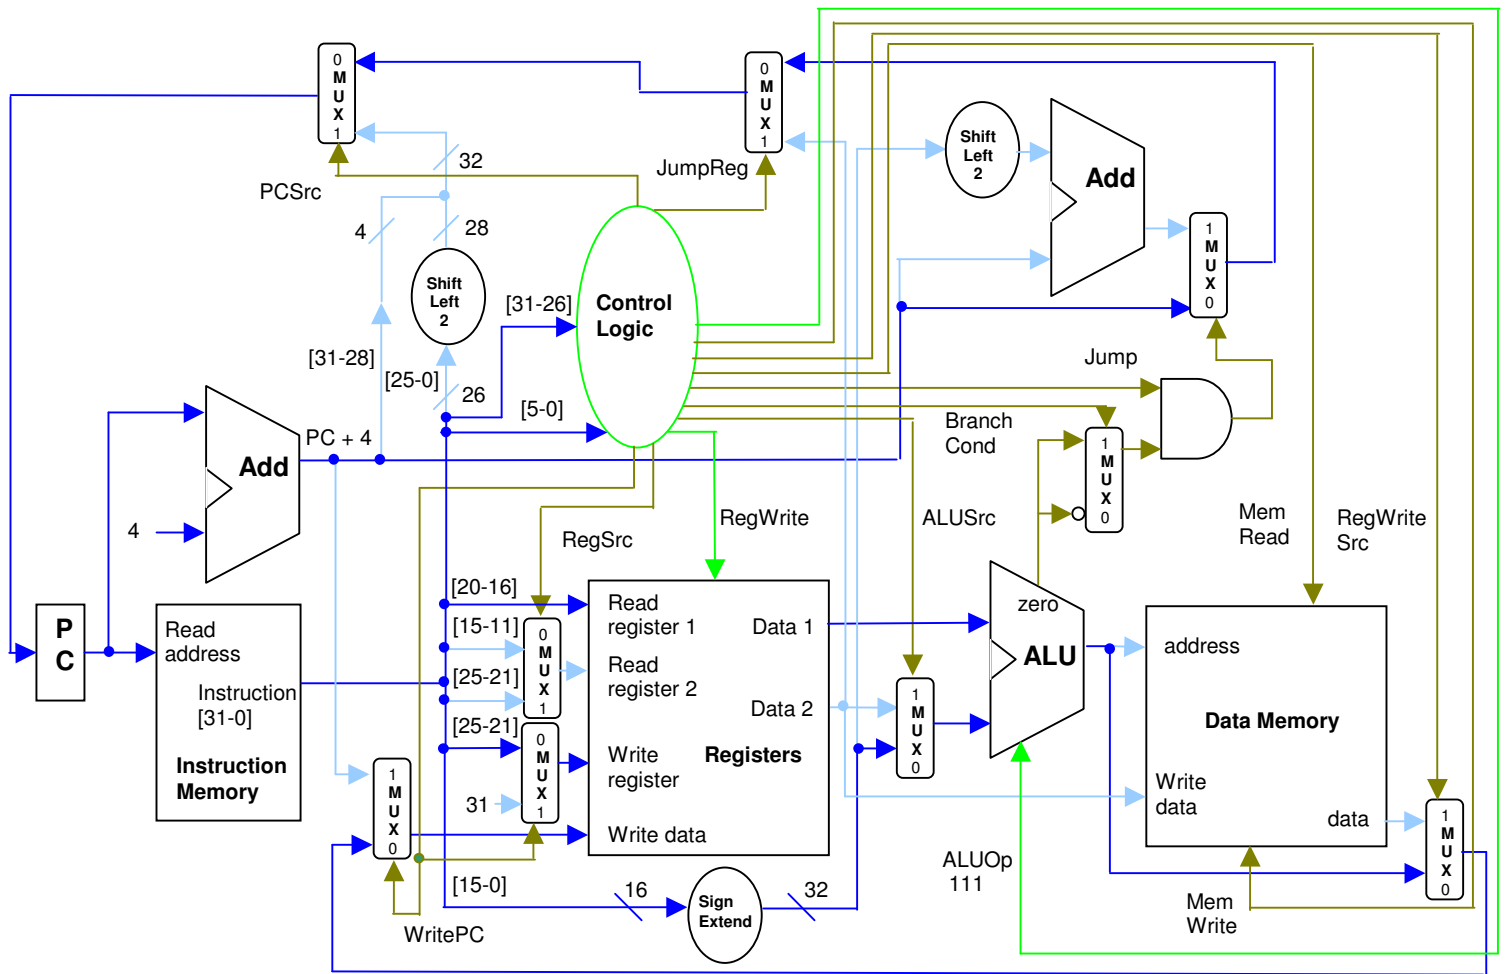 0
M
U
X
1
PCSrc
32
4
28
Shift
Left
2
[31-28]
[25-0]
26
[31-26]
[5-0]
Control
Logic
JumpReg
0
M
U
X
1
Shift
Left
2
Add
1
M
U
X
0
Jump
Branch
Cond
1
M
U
X
0
Add
PC + 4
4
P
C
Read
address
Instruction
[31-0]
Instruction
Memory
RegSrc
RegWrite
ALUSrc
Mem
Read
RegWrite
Src
[20-16]
[15-11]
[25-21]
[25-21]
31
0
M
U
X
1
0
M
U
X
1
1
M
U
X
0
Read
register 1
Read
register 2
Write
register
Write data
Data 1
Data 2
Registers
1
M
U
X
0
zero
ALU
address
Data Memory
Write
data
data
1
M
U
X
0
[15-0]
16
Sign
Extend
32
WritePC
ALUOp
111
Mem
Write